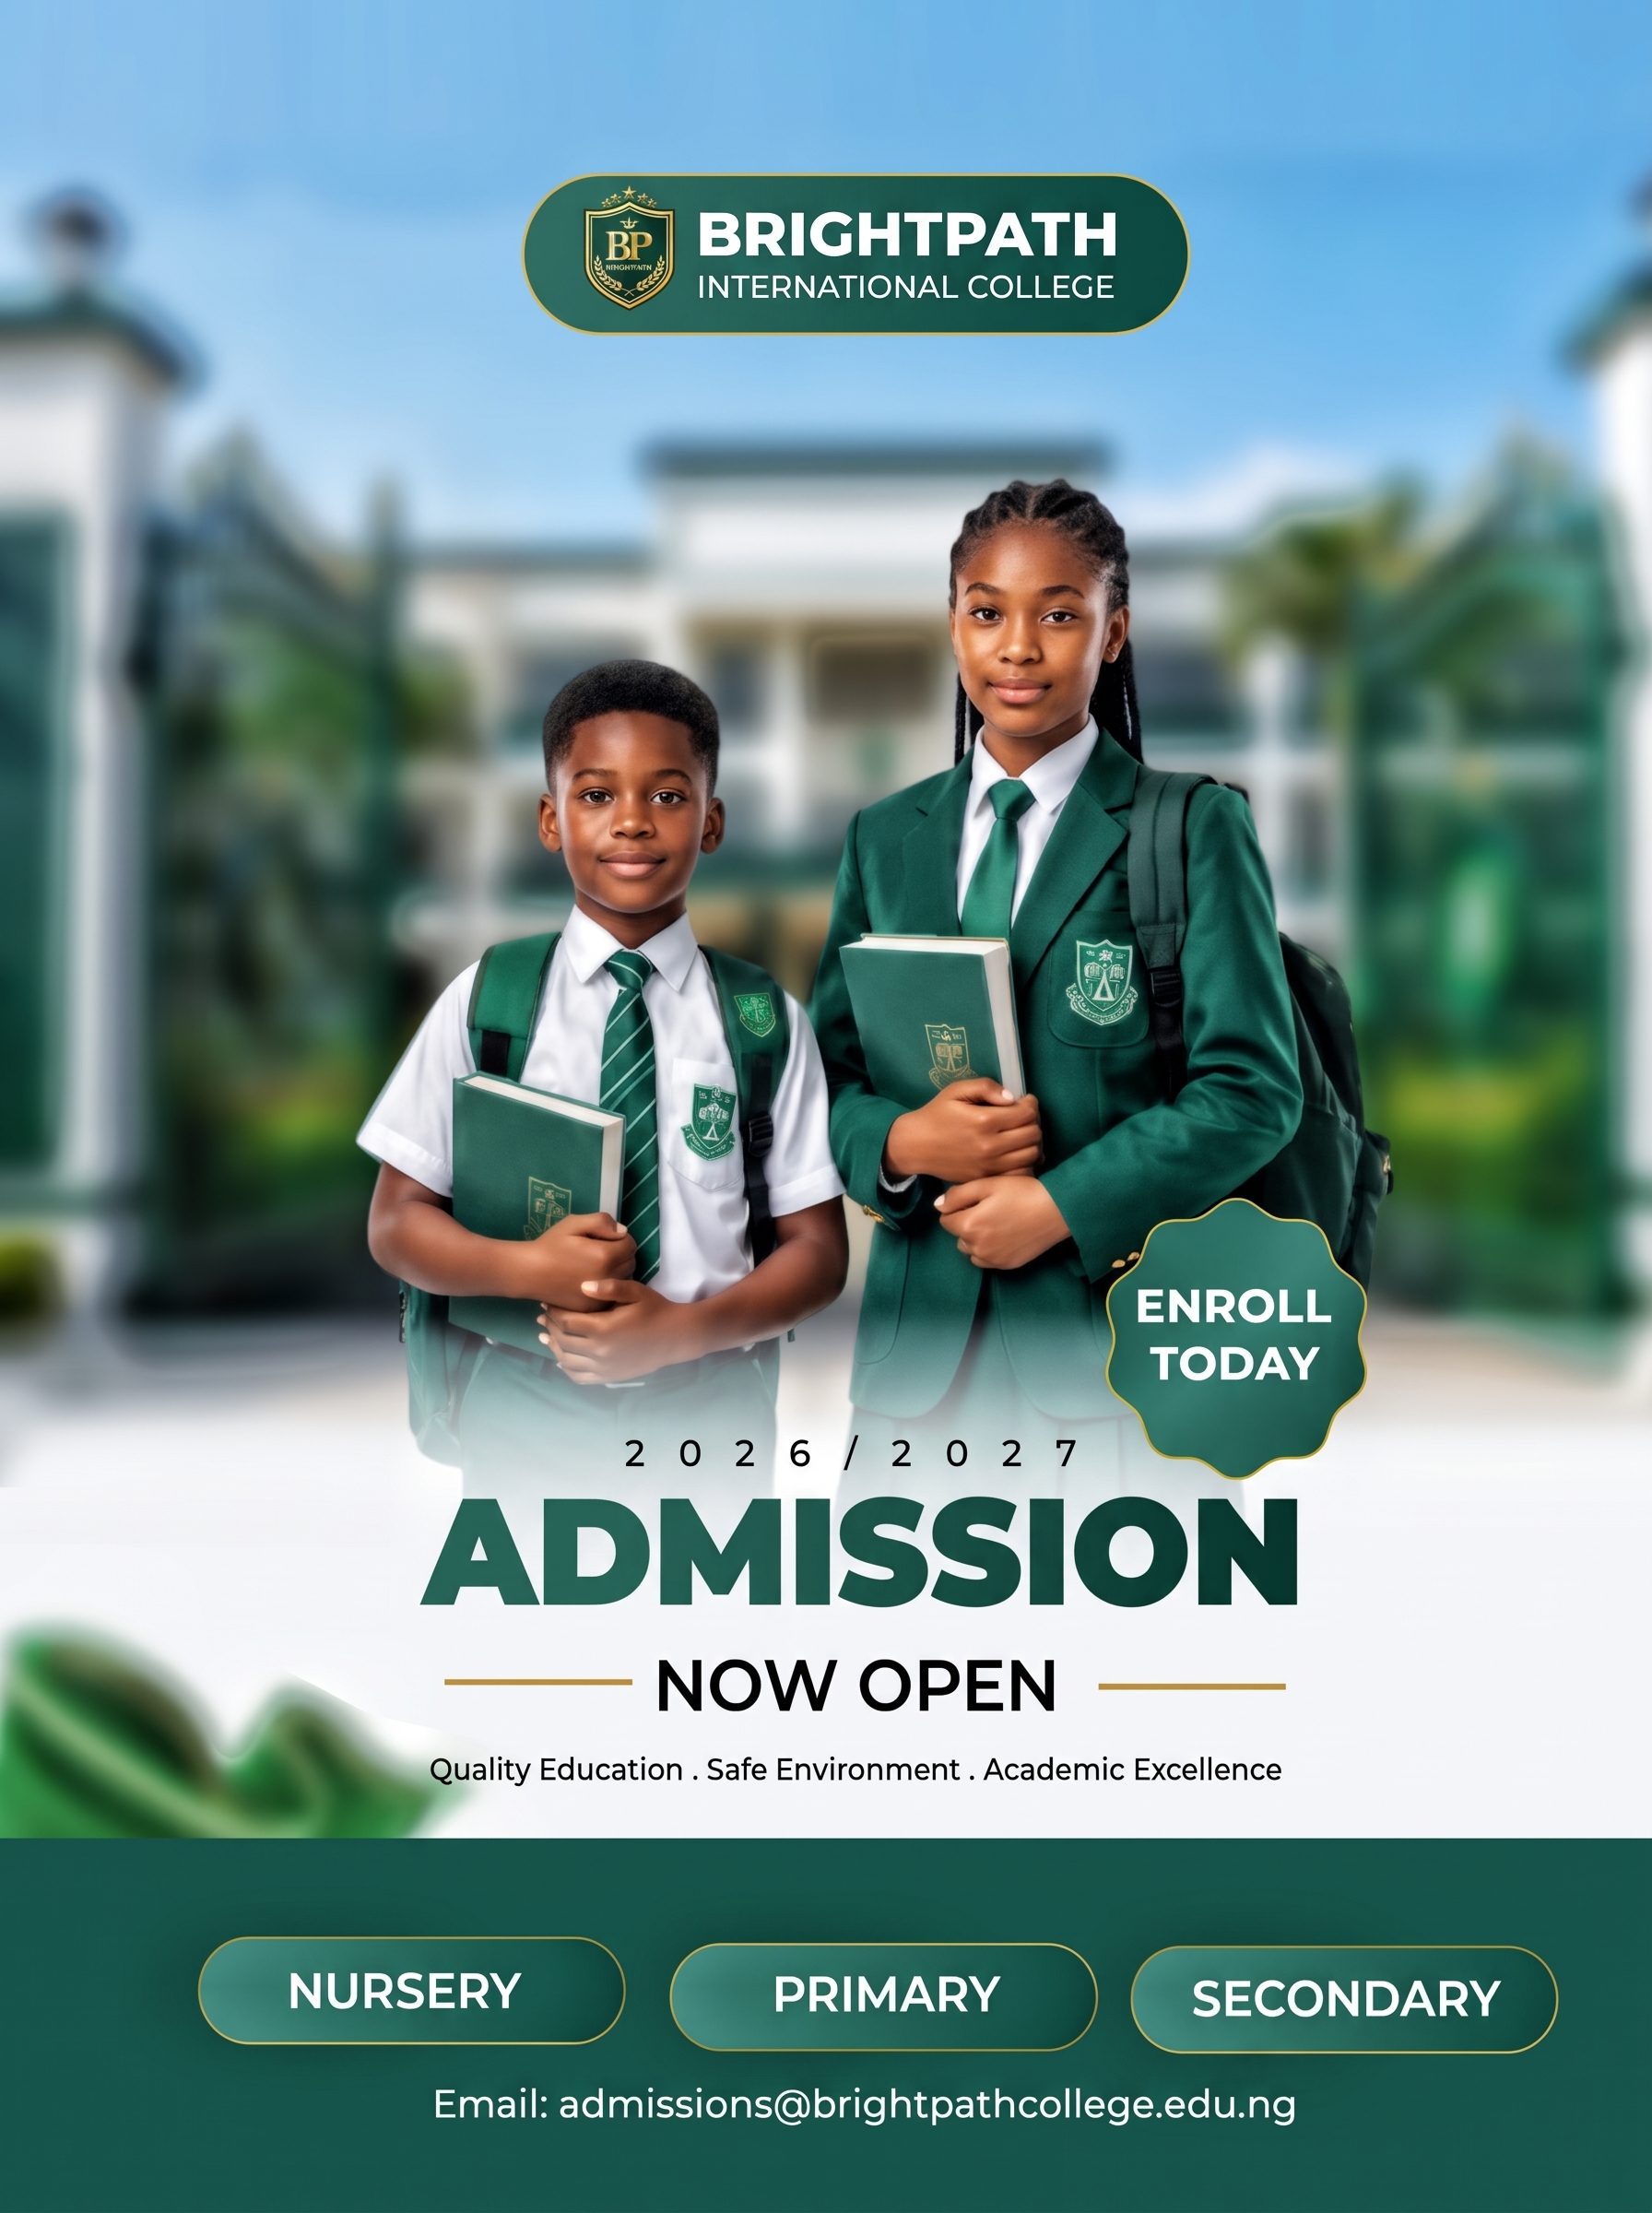 BP
BRIGHTPATH
INTERNATIONAL COLLEGE
ENROLL
TODAY
2026/2027
ADMISSION
NOW OPEN
Quality Education . Safe Environment . Academic Excellence
NURSERY
PRIMARY
SECONDARY
Email: admissions@brightpathcollege.edu.ng